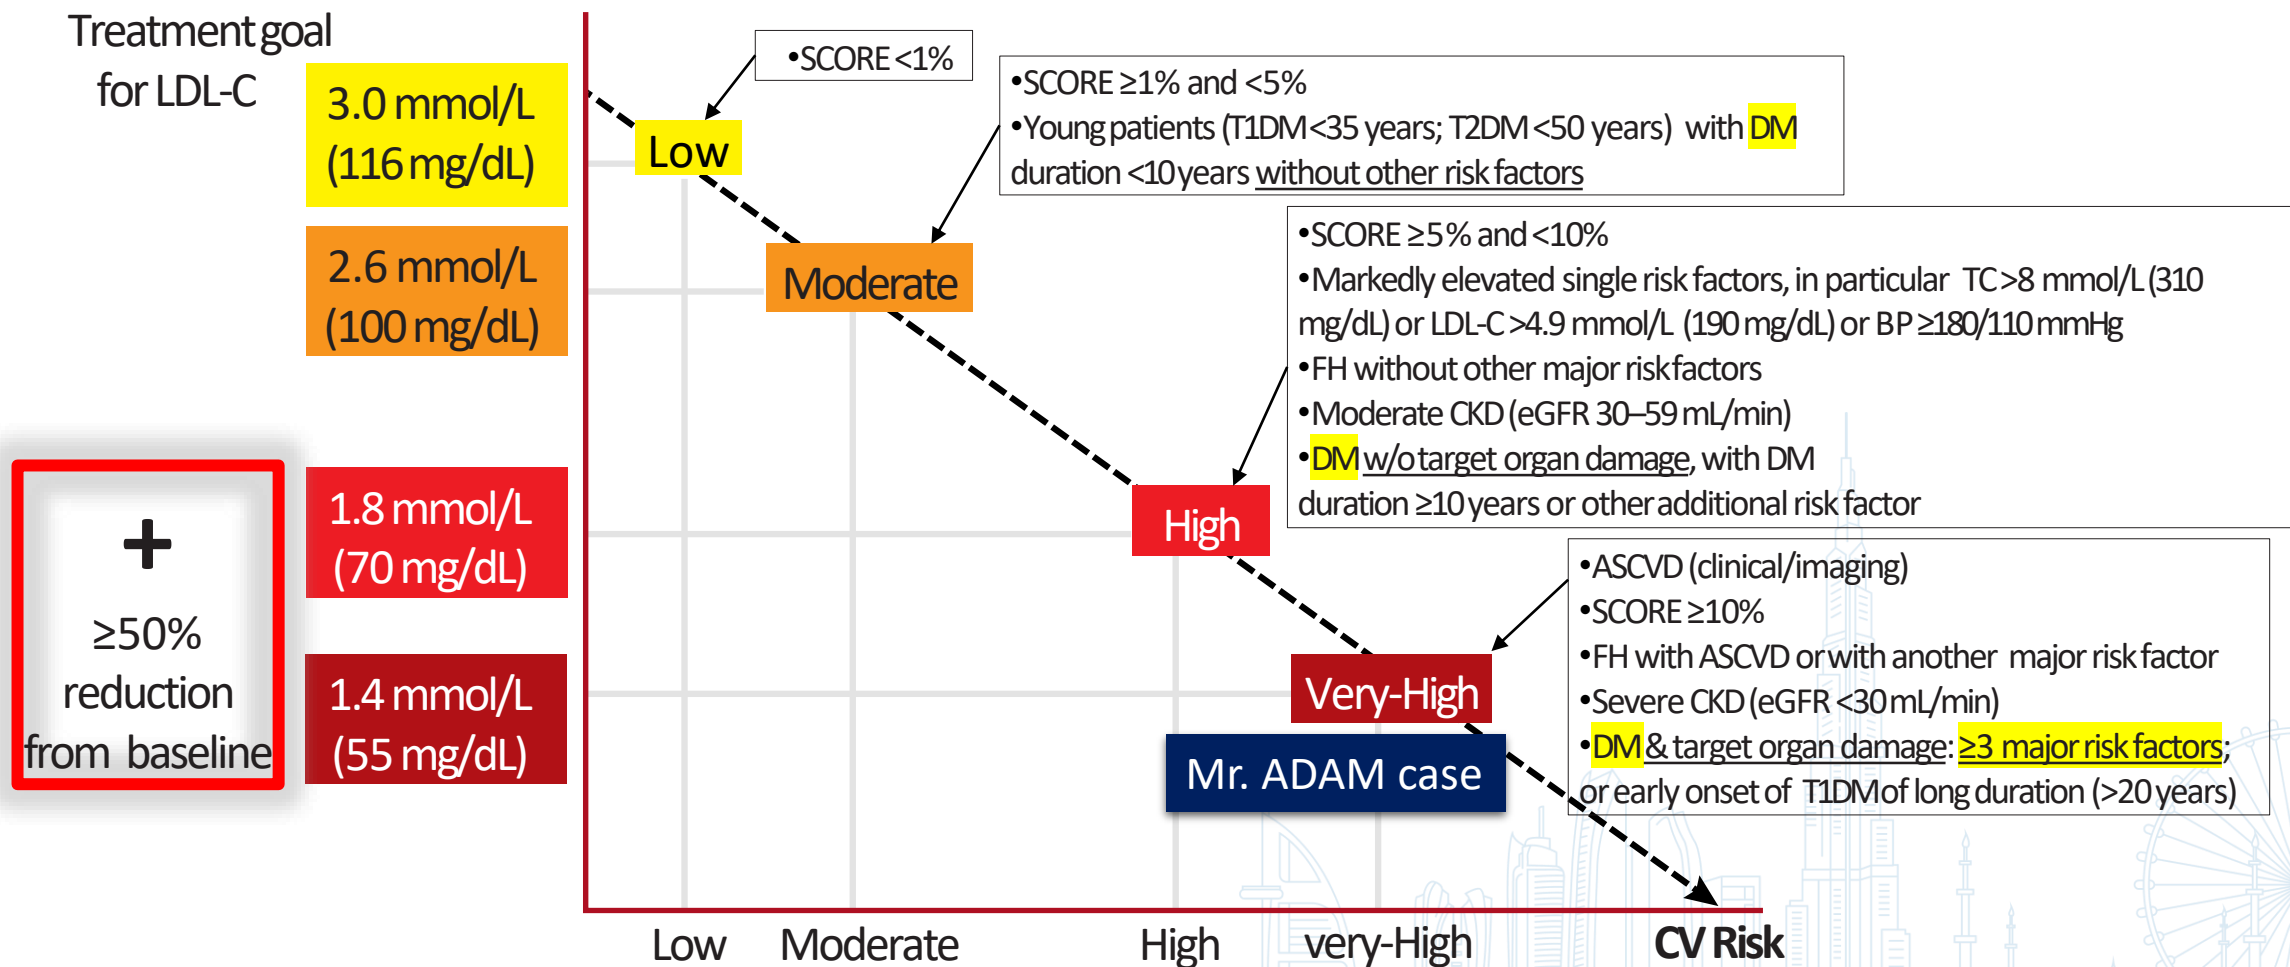 Treatment goal
for LDL-C
3.0 mmol/L
(116 mg/dL)
2.6 mmol/L
(100 mg/dL)
1.8 mmol/L
(70 mg/dL)
1.4 mmol/L
(55 mg/dL)
+
≥50%
reduction
from baseline
Low
Moderate
High
Very-High
Mr. ADAM case
•SCORE <1%
•SCORE ≥1% and <5%
•Young patients (T1DM <35 years; T2DM <50 years) with DM
duration <10 years without other risk factors
•SCORE ≥5% and <10%
•Markedly elevated single risk factors, in particular TC >8 mmol/L (310
mg/dL) or LDL-C >4.9 mmol/L (190 mg/dL) or BP ≥180/110 mmHg
•FH without other major risk factors
•Moderate CKD (eGFR 30–59 mL/min)
•DM w/o target organ damage, with DM
duration ≥10 years or other additional risk factor
•ASCVD (clinical/imaging)
•SCORE ≥10%
•FH with ASCVD or with another major risk factor
•Severe CKD (eGFR <30 mL/min)
•DM & target organ damage: ≥3 major risk factors;
or early onset of T1DM of long duration (>20 years)
Low
Moderate
High
very-High
CV Risk